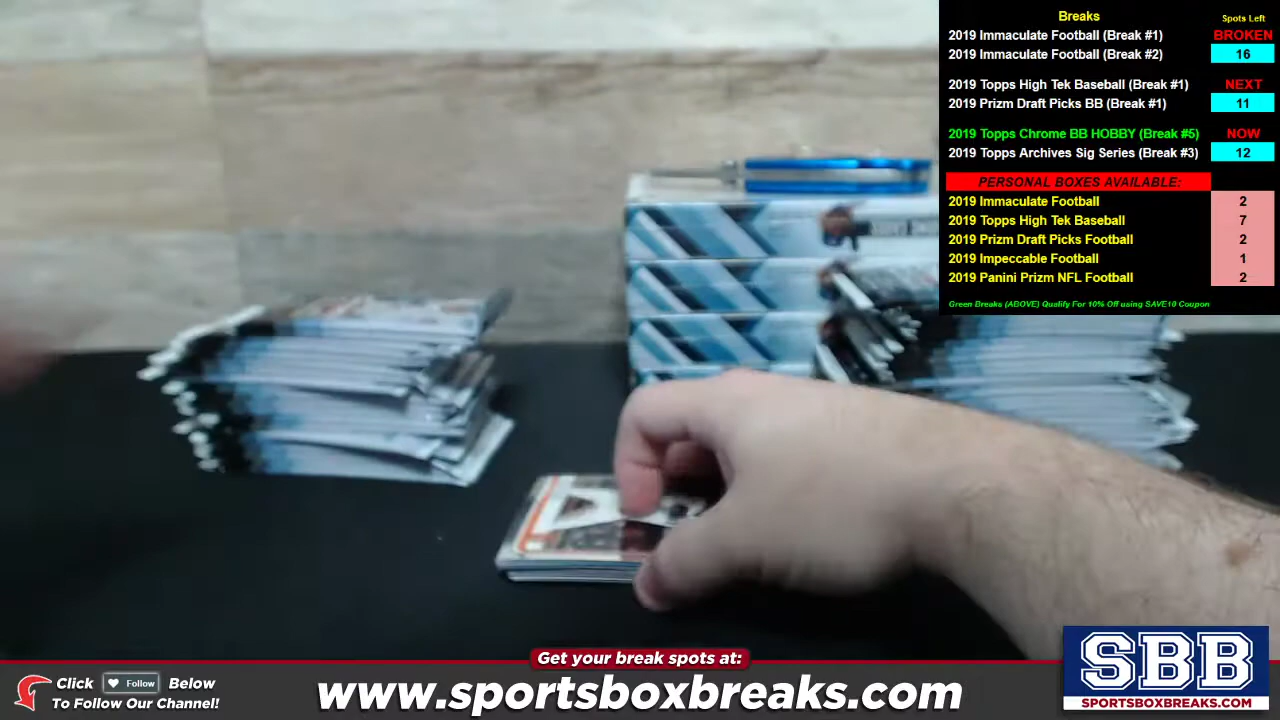 Breaks Spots Left
2019 Immaculate Football (Break #1) BROKEN
2019 Immaculate Football (Break #2) 16
2019 Topps High Tek Baseball (Break #1) NEXT
2019 Prizm Draft Picks BB (Break #1) 11
2019 Topps Chrome BB HOBBY (Break #5) NOW
2019 Topps Archives Sig Series (Break #3) 12
PERSONAL BOXES AVAILABLE:
2019 Immaculate Football 2
2019 Topps High Tek Baseball 7
2019 Prizm Draft Picks Football 2
2019 Impeccable Football 1
2019 Panini Prizm NFL Football 2
Green Breaks (ABOVE) Qualify For 10% Off using SAVE10 Coupon
Get your break spots at:
Click Follow Below
To Follow Our Channel!
www.sportsboxbreaks.com
SBB
SPORTSBOXBREAKS.COM